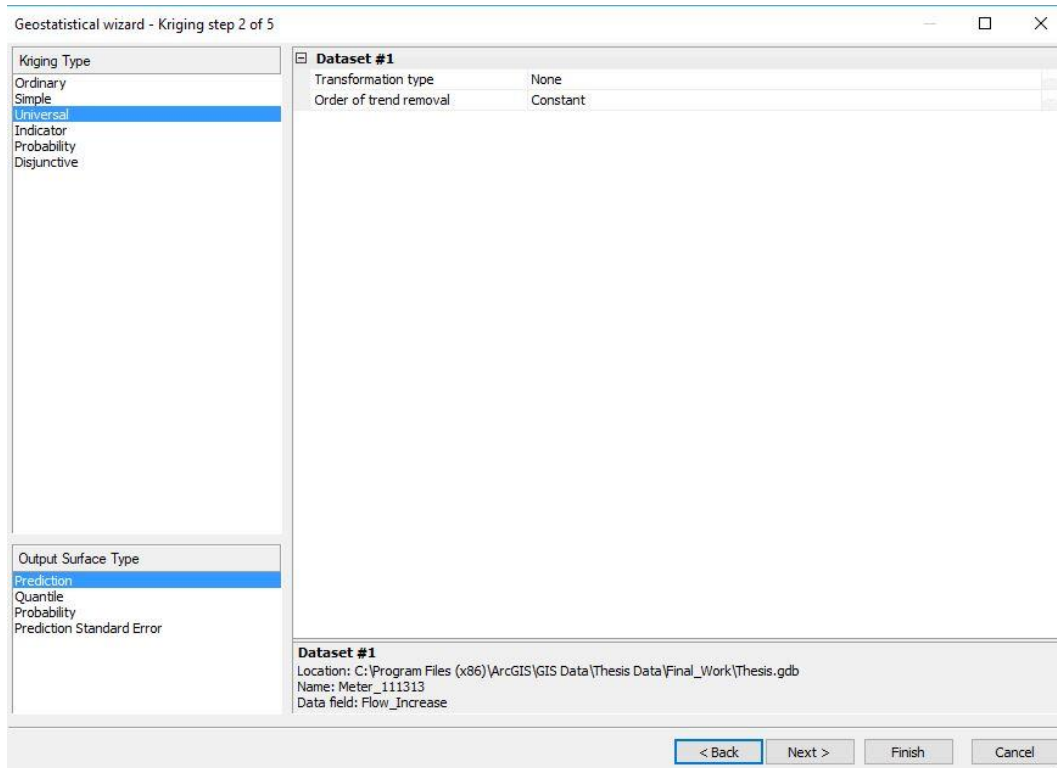 Geostatistical wizard - Kriging step 2 of 5
Kriging Type
Ordinary
Simple
Universal
Indicator
Probability
Disjunctive
Dataset #1
Transformation type None
Order of trend removal Constant
Output Surface Type
Prediction
Quantile
Probability
Prediction Standard Error
Dataset #1
Location: C:\Program Files (x86)\ArcGIS\GIS Data\Thesis Data\Final_Work\Thesis.gdb
Name: Meter_111313
Data field: Flow_Increase
< Back Next > Finish Cancel